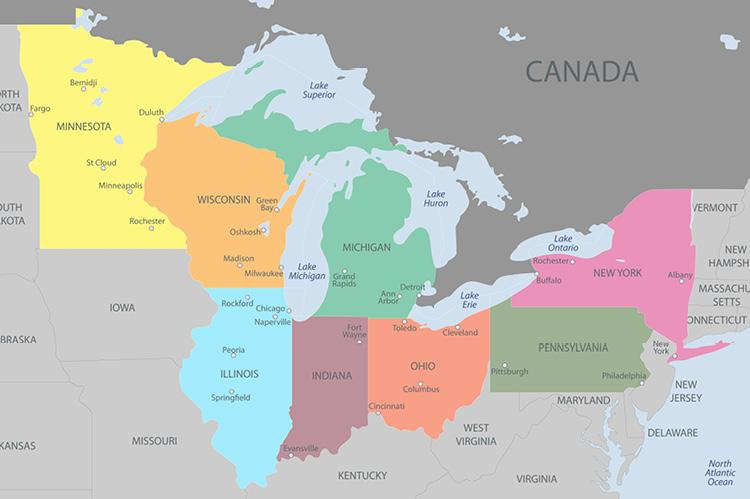 CANADA
Lake
Superior
ORTH
KOTA
Bemidji
Fargo
MINNESOTA
Duluth
St Cloud
Minneapolis
Rochester
OUTH
KOTA
WISCONSIN
Green
Bay
Oshkosh
Madison
Milwaukee
Lake
Michigan
Lake
Huron
MICHIGAN
Grand
Rapids
Ann
Arbor
Detroit
Lake
Ontario
Rochester
Buffalo
NEW YORK
Albany
VERMONT
NEW
HAMPSH
MASSACHU
SETTS
ONNECTICUT
Lake
Erie
IOWA
BRASKA
Rockford
Chicago
Naperville
Peoria
ILLINOIS
Springfield
Fort
Wayne
INDIANA
Evansville
Toledo
Cleveland
OHIO
Columbus
Cincinnati
PENNSYLVANIA
Pittsburgh
Philadelphia
New
York
NEW
JERSEY
MARYLAND
DELAWARE
WEST
VIRGINIA
VIRGINIA
KENTUCKY
MISSOURI
KANSAS
North
Atlantic
Ocean